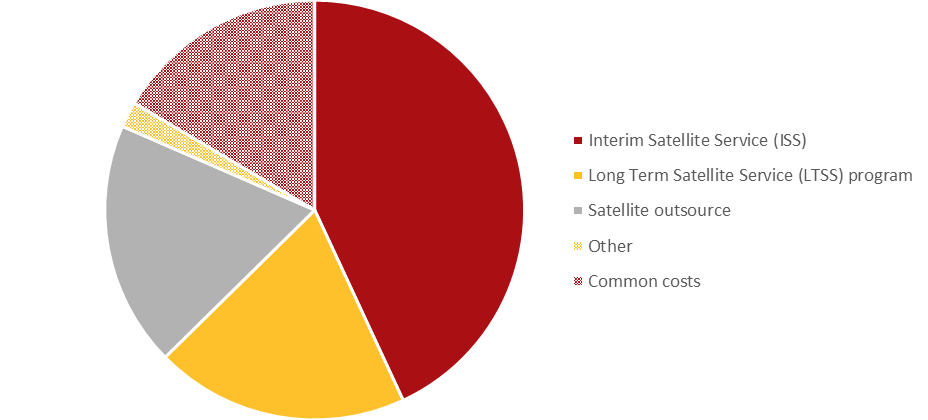 Interim Satellite Service (ISS)
Long Term Satellite Service (LTSS) program
Satellite outsource
Other
Common costs